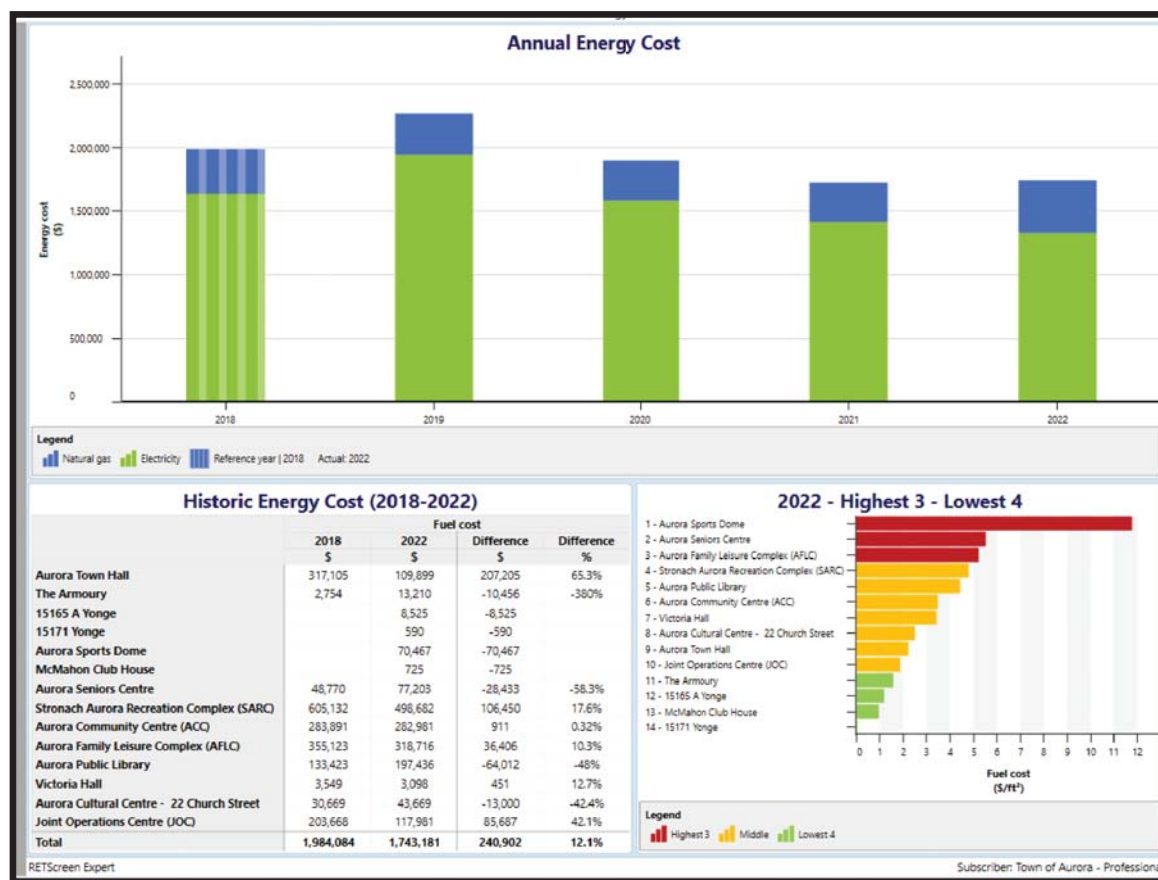 Annual Energy Cost
2,500,000
2,000,000
1,500,000
1,000,000
500,000
0
Energy cost
($)
2018 2019 2020 2021 2022
Legend
Natural gas Electricity Reference year | 2018 Actual: 2022
Historic Energy Cost (2018-2022)
Fuel cost
2018 2022 Difference Difference
$ $ $ %
Aurora Town Hall 317,105 109,899 207,205 65.3%
The Armoury 2,754 13,210 -10,456 -380%
15165 A Yonge 8,525 -8,525
15171 Yonge 590 -590
Aurora Sports Dome 70,467 -70,467
McMahon Club House 725 -725
Aurora Seniors Centre 48,770 77,203 -28,433 -58.3%
Stronach Aurora Recreation Complex (SARC) 605,132 498,682 106,450 17.6%
Aurora Community Centre (ACC) 283,891 282,981 911 0.32%
Aurora Family Leisure Complex (AFLC) 355,123 318,716 36,406 10.3%
Aurora Public Library 133,423 197,436 -64,012 -48%
Victoria Hall 3,549 3,098 451 12.7%
Aurora Cultural Centre - 22 Church Street 30,669 43,669 -13,000 -42.4%
Joint Operations Centre (JOC) 203,668 117,981 85,687 42.1%
Total 1,984,084 1,743,181 240,902 12.1%
2022 - Highest 3 - Lowest 4
1 - Aurora Sports Dome
2 - Aurora Seniors Centre
3 - Aurora Family Leisure Complex (AFLC)
4 - Stronach Aurora Recreation Complex (SARC)
5 - Aurora Public Library
6 - Aurora Community Centre (ACC)
7 - Victoria Hall
8 - Aurora Cultural Centre - 22 Church Street
9 - Aurora Town Hall
10 - Joint Operations Centre (JOC)
11 - The Armoury
12 - 15165 A Yonge
13 - McMahon Club House
14 - 15171 Yonge
0 1 2 3 4 5 6 7 8 9 10 11 12
Fuel cost
($/ft²)
Legend
Highest 3 Middle Lowest 4
RETScreen Expert
Subscriber: Town of Aurora - Professiona